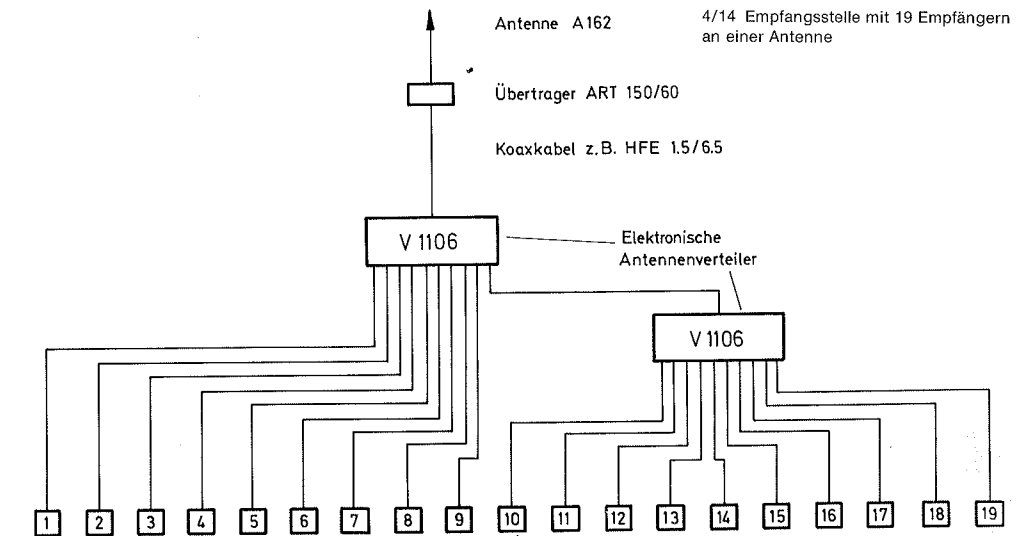 Antenne A162
4/14 Empfangsstelle mit 19 Empfängern
an einer Antenne
Übertrager ART 150/60
Koaxkabel z.B. HFE 1.5/6.5
V 1106
Elektronische
Antennenverteiler
V 1106
1 2 3 4 5 6 7 8 9 10 11 12 13 14 15 16 17 18 19